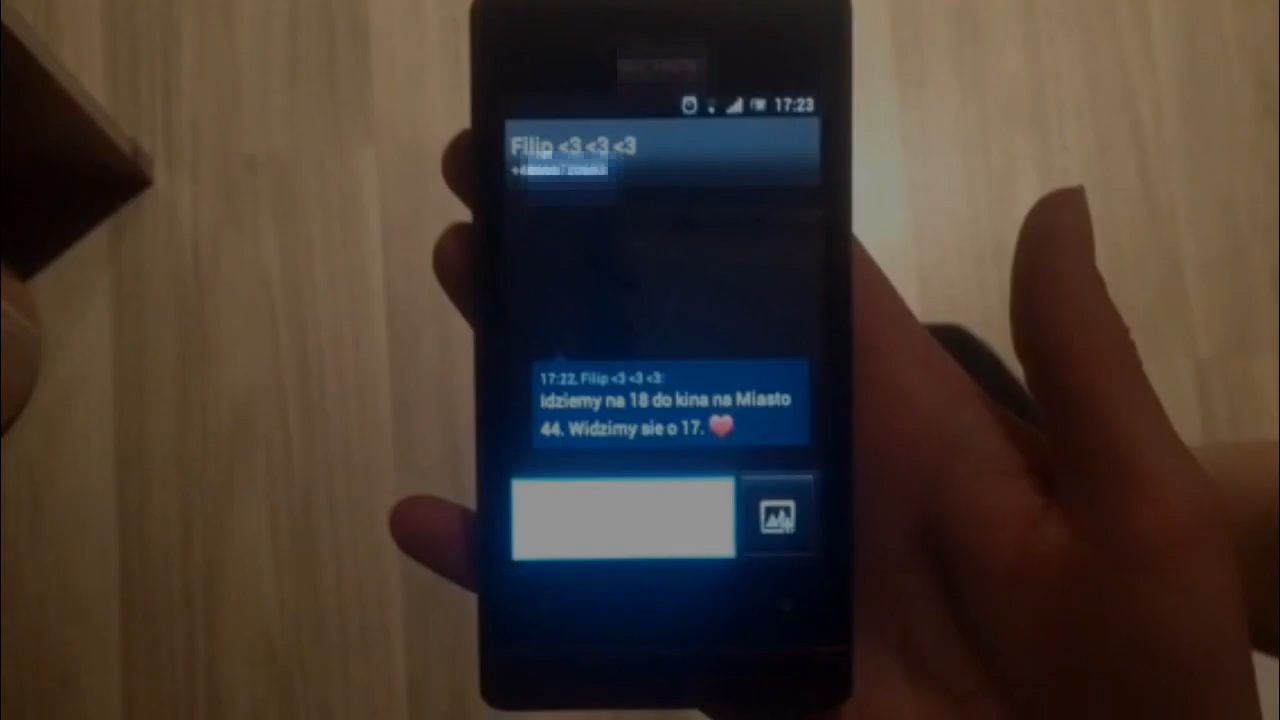 17:23
Filip <3 <3 <3
17:22, Filip <3 <3 <3:
Idziemy na 18 do kina na Miasto
44. Widzimy sie o 17.